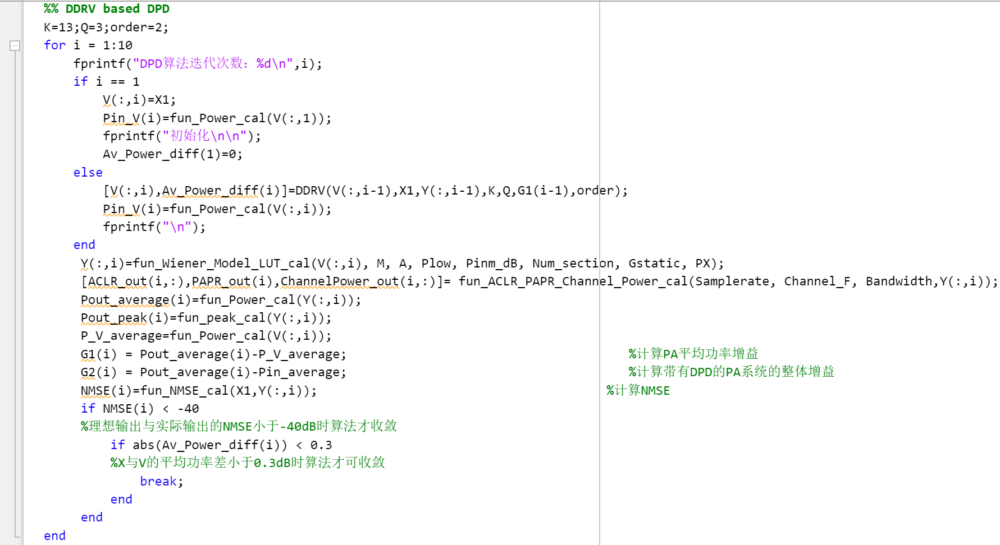 %% DDRV based DPD
K=13;Q=3;order=2;
for i = 1:10
fprintf("DPD算法迭代次数：%d\n",i);
if i == 1
V(:,i)=X1;
Pin_V(i)=fun_Power_cal(V(:,1));
fprintf("初始化\n\n");
Av_Power_diff(1)=0;
else
[V(:,i),Av_Power_diff(i)]=DDRV(V(:,i-1),X1,Y(:,i-1),K,Q,G1(i-1),order);
Pin_V(i)=fun_Power_cal(V(:,i));
fprintf("\n");
end
Y(:,i)=fun_Wiener_Model_LUT_cal(V(:,i), M, A, Plow, Pinm_dB, Num_section, Gstatic, PX);
[ACLR_out(i,:),PAPR_out(i),ChannelPower_out(i,:)]= fun_ACLR_PAPR_Channel_Power_cal(Samplerate, Channel_F, Bandwidth,Y(:,i));
Pout_average(i)=fun_Power_cal(Y(:,i));
Pout_peak(i)=fun_peak_cal(Y(:,i));
P_V_average=fun_Power_cal(V(:,i));
G1(i) = Pout_average(i)-P_V_average; %计算PA平均功率增益
G2(i) = Pout_average(i)-Pin_average; %计算带有DPD的PA系统的整体增益
NMSE(i)=fun_NMSE_cal(X1,Y(:,i)); %计算NMSE
if NMSE(i) < -40
%理想输出与实际输出的NMSE小于-40dB时算法才收敛
if abs(Av_Power_diff(i)) < 0.3
%X与V的平均功率差小于0.3dB时算法才可收敛
break;
end
end
end